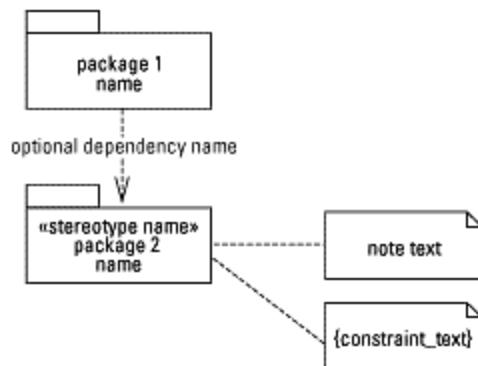 package 1
name
optional dependency name
«stereotype name»
package 2
name
note text
{constraint_text}